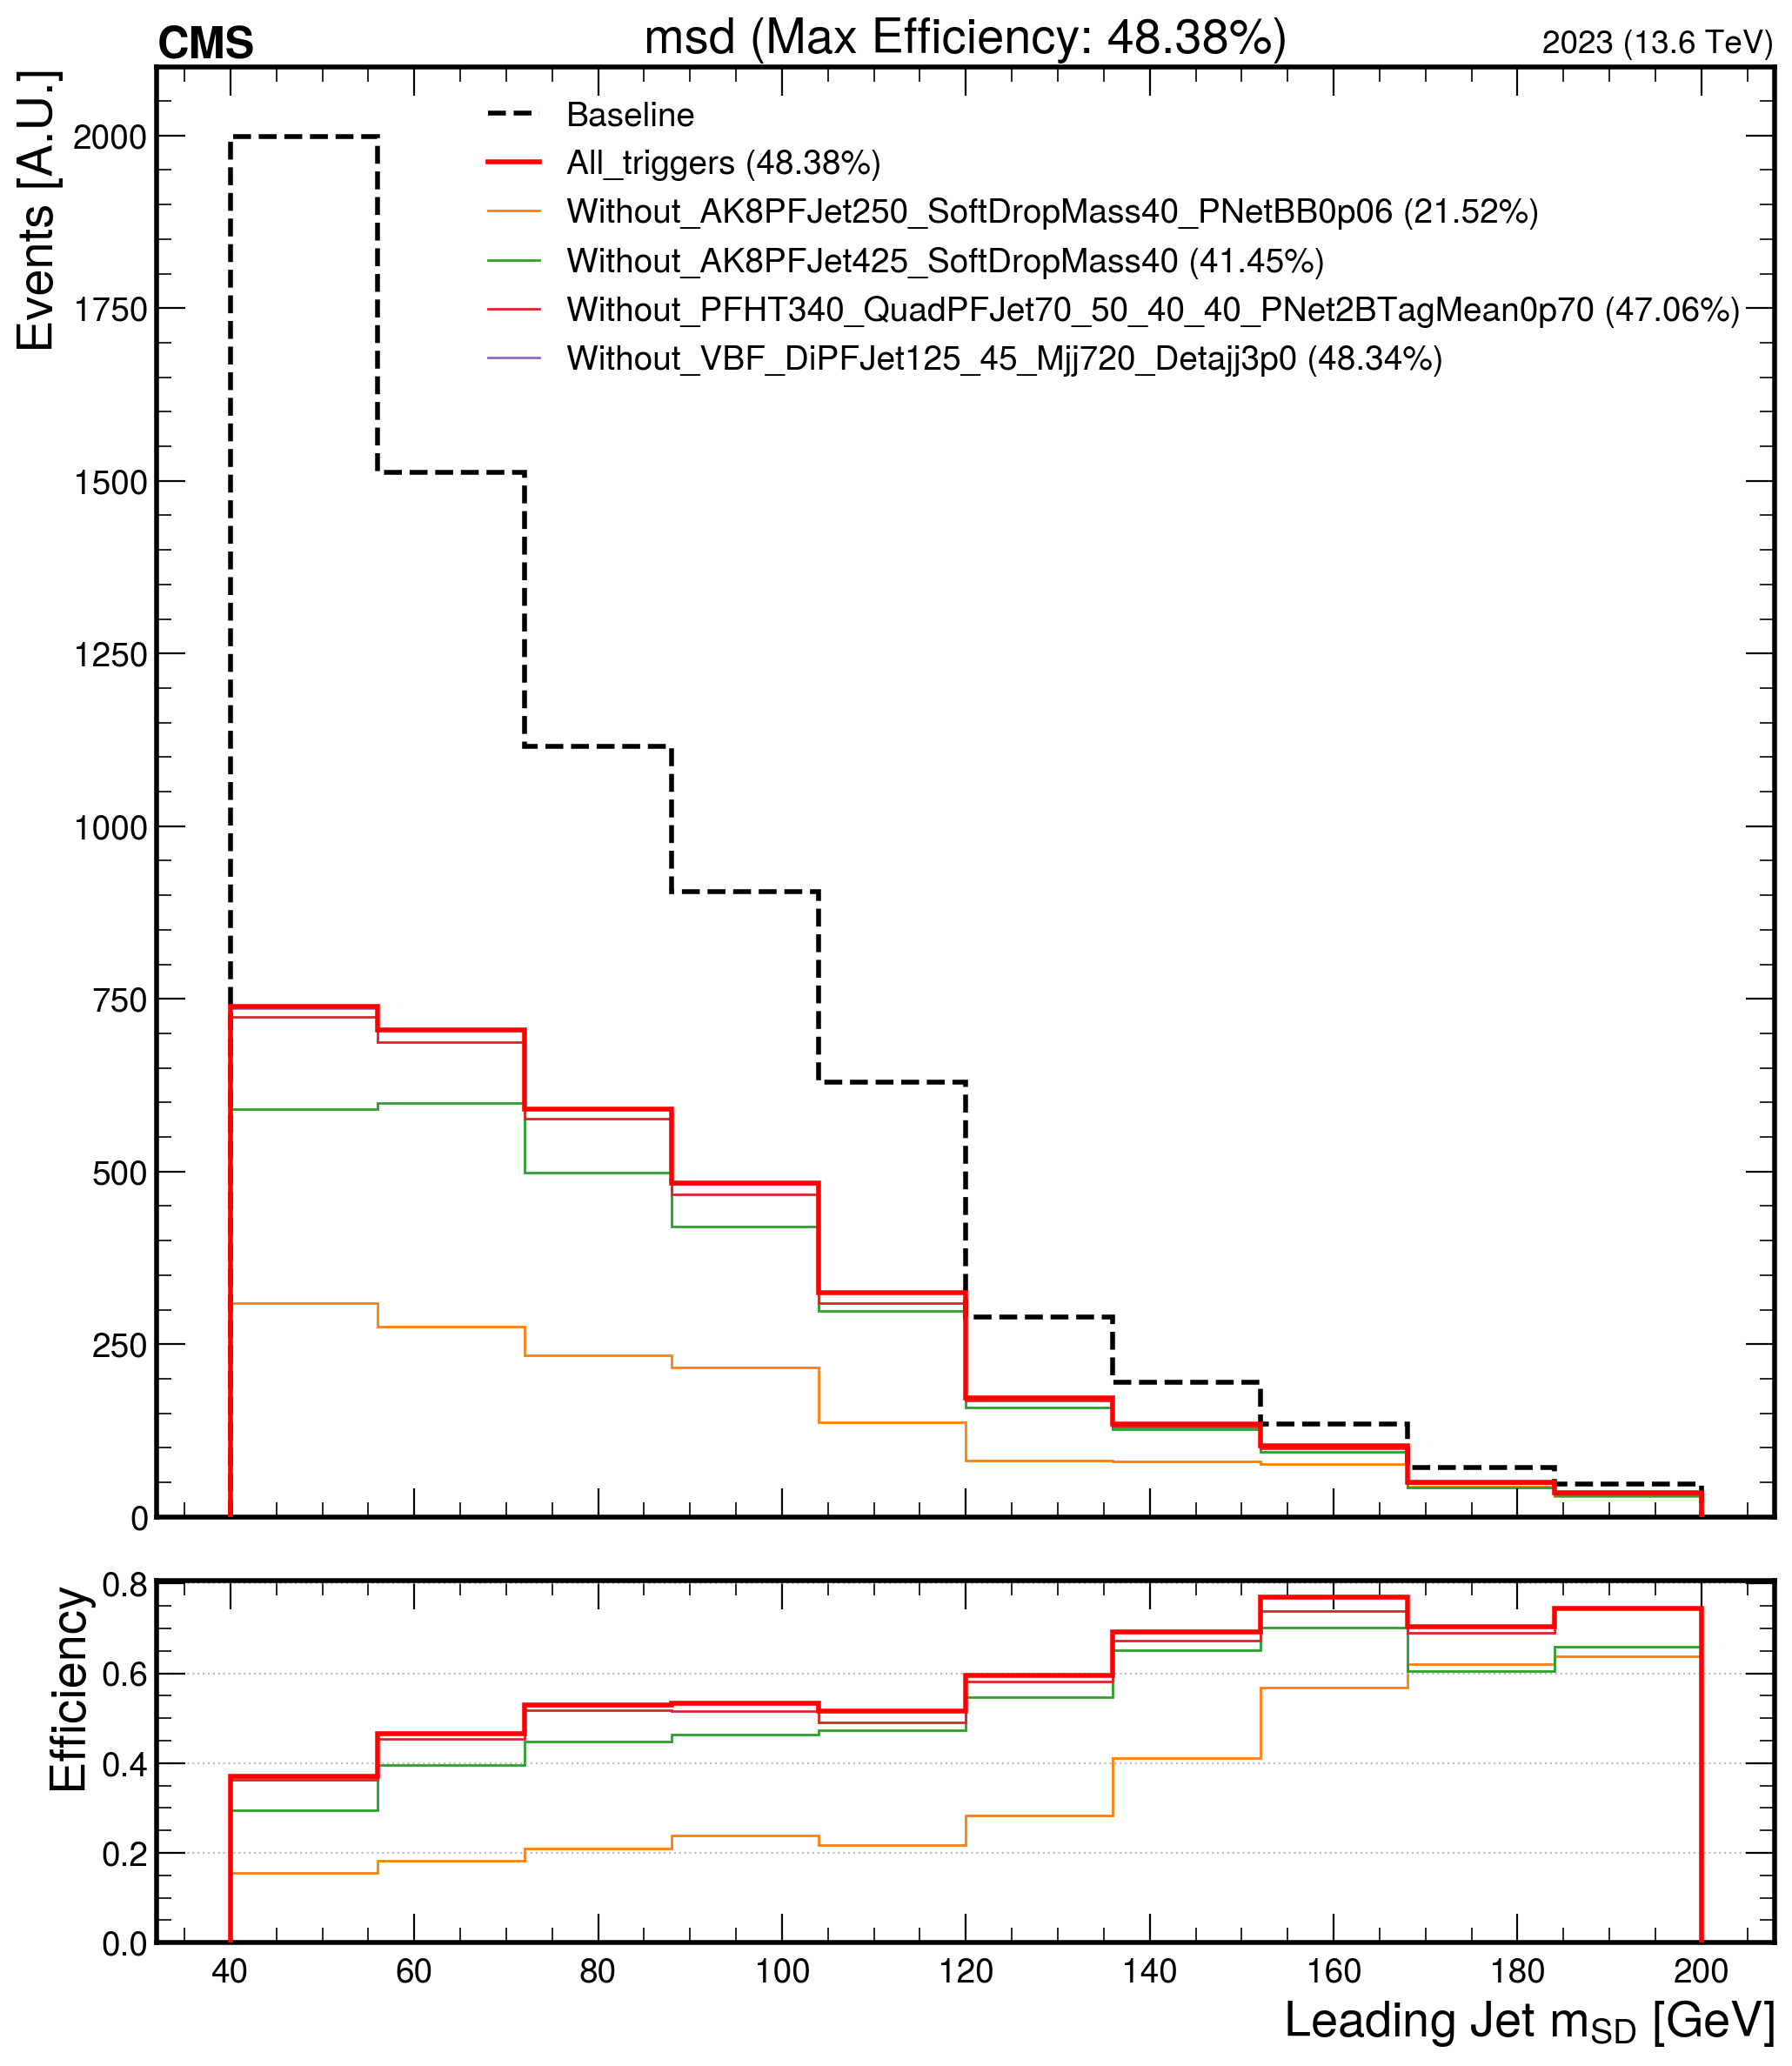 CMS msd (Max Efficiency: 48.38%) 2023 (13.6 TeV)
Events [A.U.]
Baseline
All_triggers (48.38%)
Without_AK8PFJet250_SoftDropMass40_PNetBB0p06 (21.52%)
Without_AK8PFJet425_SoftDropMass40 (41.45%)
Without_PFHT340_QuadPFJet70_50_40_40_PNet2BTagMean0p70 (47.06%)
Without_VBF_DiPFJet125_45_Mjj720_Detajj3p0 (48.34%)
2000
1750
1500
1250
1000
750
500
250
0
Efficiency
0.8
0.6
0.4
0.2
0.0
40 60 80 100 120 140 160 180 200
Leading Jet m_SD [GeV]